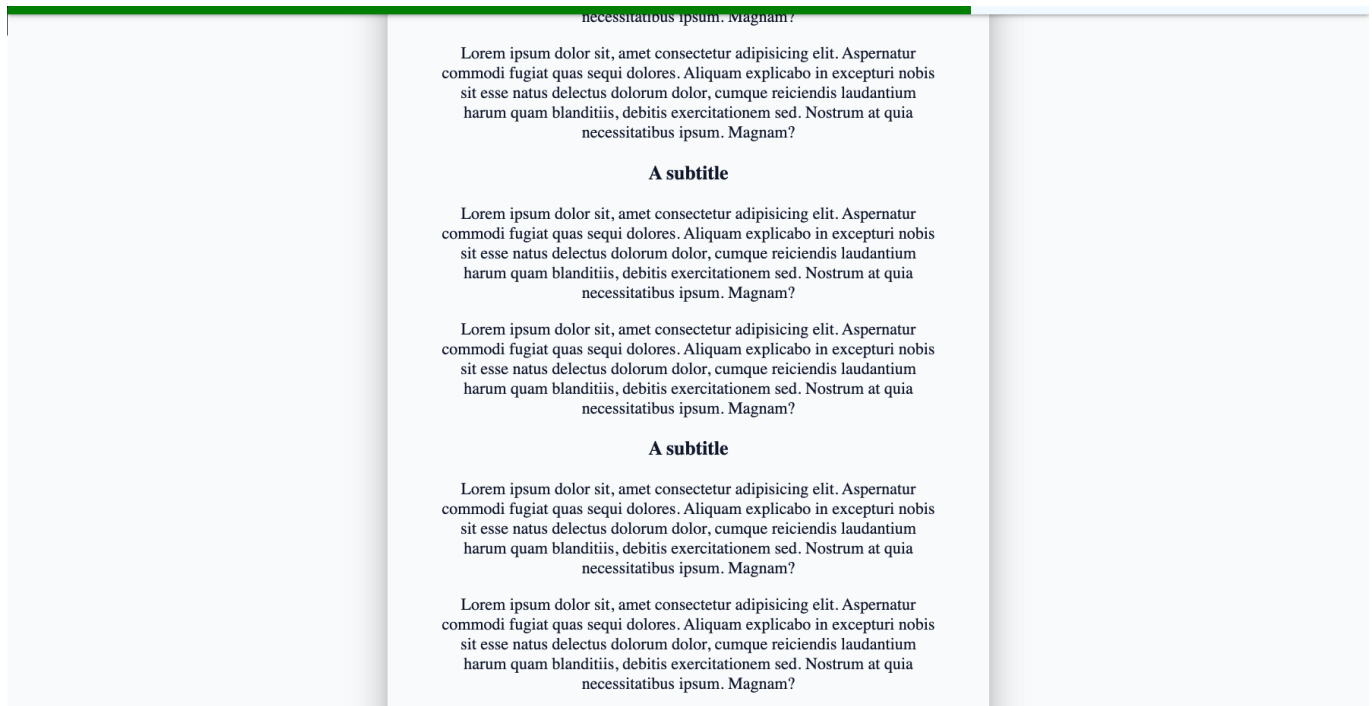 necessitatibus ipsum. Magnam?
Lorem ipsum dolor sit, amet consectetur adipisicing elit. Aspernatur
commodi fugiat quas sequi dolores. Aliquam explicabo in excepturi nobis
sit esse natus delectus dolorum dolor, cumque reiciendis laudantium
harum quam blanditiis, debitis exercitationem sed. Nostrum at quia
necessitatibus ipsum. Magnam?
A subtitle
Lorem ipsum dolor sit, amet consectetur adipisicing elit. Aspernatur
commodi fugiat quas sequi dolores. Aliquam explicabo in excepturi nobis
sit esse natus delectus dolorum dolor, cumque reiciendis laudantium
harum quam blanditiis, debitis exercitationem sed. Nostrum at quia
necessitatibus ipsum. Magnam?
Lorem ipsum dolor sit, amet consectetur adipisicing elit. Aspernatur
commodi fugiat quas sequi dolores. Aliquam explicabo in excepturi nobis
sit esse natus delectus dolorum dolor, cumque reiciendis laudantium
harum quam blanditiis, debitis exercitationem sed. Nostrum at quia
necessitatibus ipsum. Magnam?
A subtitle
Lorem ipsum dolor sit, amet consectetur adipisicing elit. Aspernatur
commodi fugiat quas sequi dolores. Aliquam explicabo in excepturi nobis
sit esse natus delectus dolorum dolor, cumque reiciendis laudantium
harum quam blanditiis, debitis exercitationem sed. Nostrum at quia
necessitatibus ipsum. Magnam?
Lorem ipsum dolor sit, amet consectetur adipisicing elit. Aspernatur
commodi fugiat quas sequi dolores. Aliquam explicabo in excepturi nobis
sit esse natus delectus dolorum dolor, cumque reiciendis laudantium
harum quam blanditiis, debitis exercitationem sed. Nostrum at quia
necessitatibus ipsum. Magnam?